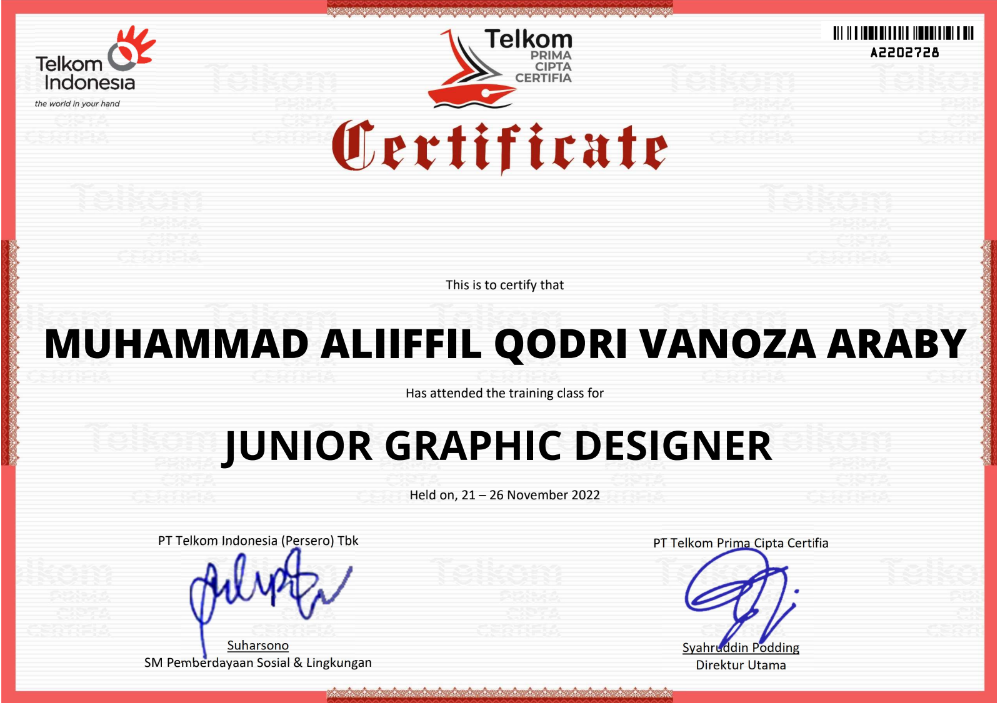 Telkom
Indonesia
the world in your hand
Telkom
PRIMA
CIPTA
CERTIFIA
A2202728
Certificate
This is to certify that
MUHAMMAD ALIIFFIL QODRI VANOZA ARABY
Has attended the training class for
JUNIOR GRAPHIC DESIGNER
Held on, 21 – 26 November 2022
PT Telkom Indonesia (Persero) Tbk
PT Telkom Prima Cipta Certifia
Suharsono
SM Pemberdayaan Sosial & Lingkungan
Syahruddin Podding
Direktur Utama